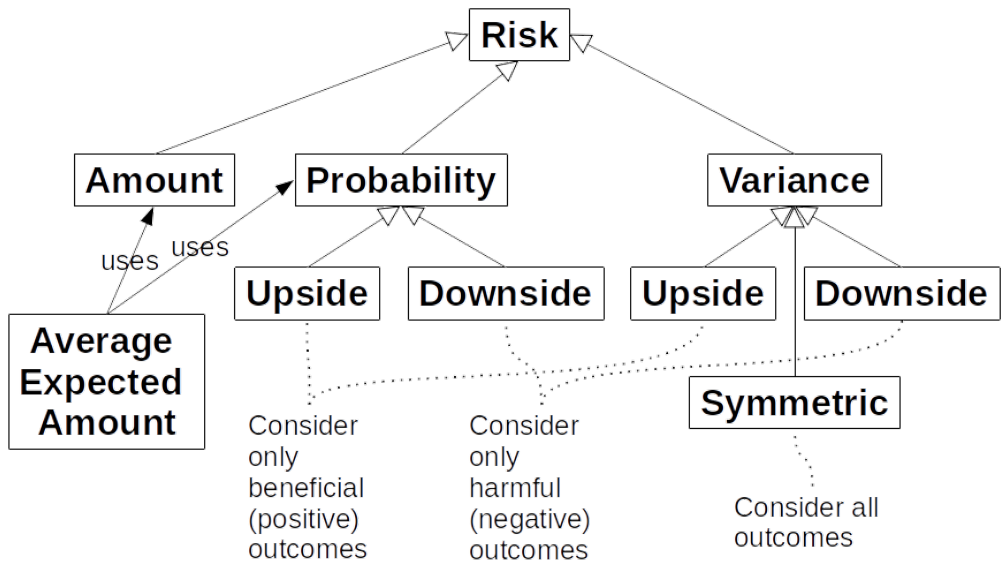 Risk
Amount
Probability
Variance
uses
uses
Upside
Downside
Upside
Downside
Average
Expected
Amount
Symmetric
Consider
only
beneficial
(positive)
outcomes
Consider
only
harmful
(negative)
outcomes
Consider all
outcomes